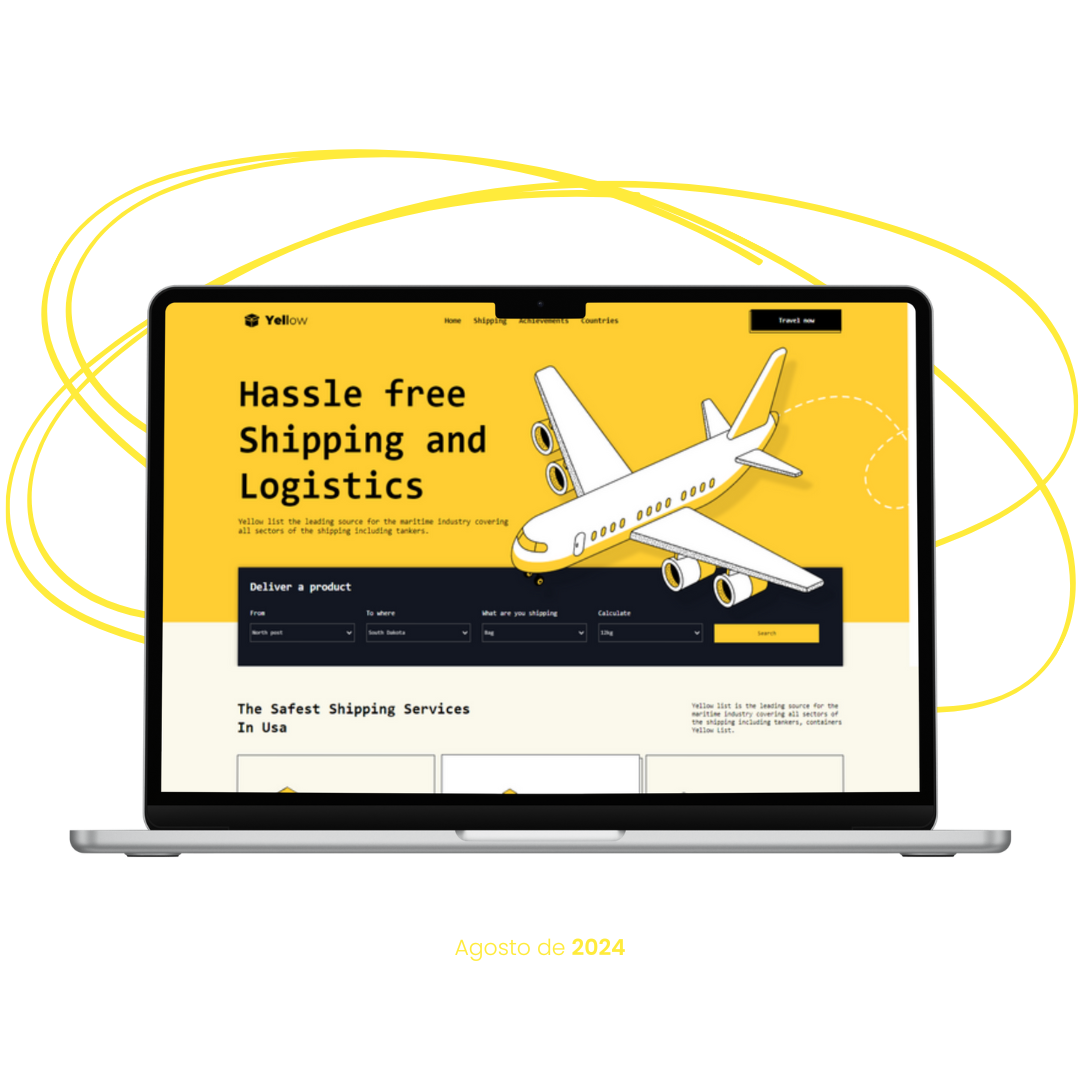 Yellow
Home Shipping Achievements Countries
Travel now
Hassle free
Shipping and
Logistics
Yellow list the leading source for the maritime industry covering
all sectors of the shipping including tankers.
Deliver a product
From
To where
What are you shipping
Calculate
North post
South Dakota
Bag
12kg
Search
The Safest Shipping Services
In Usa
Yellow list is the leading source for the
maritime industry covering all sectors of
the shipping including tankers, containers
Yellow List.
Agosto de 2024